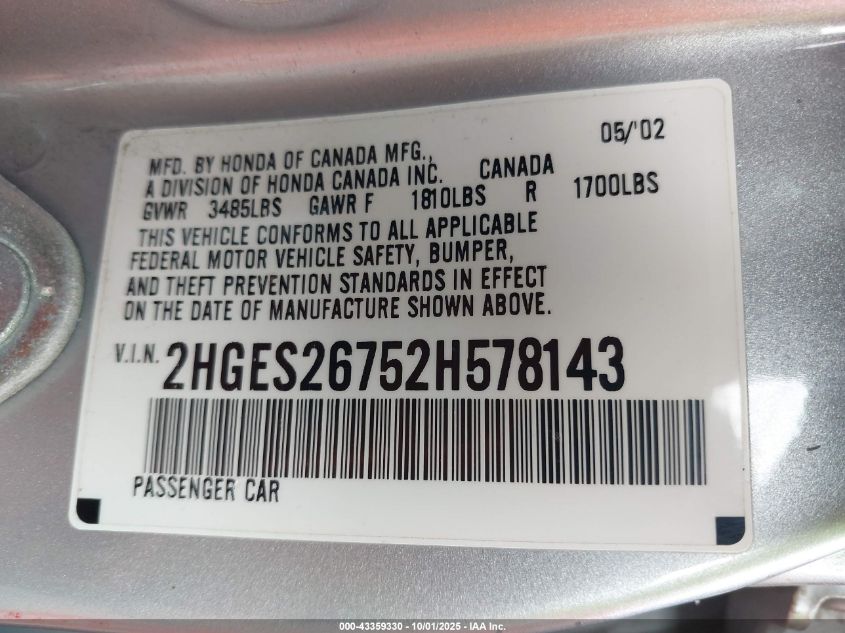 05/'02
MFD. BY HONDA OF CANADA MFG.,
A DIVISION OF HONDA CANADA INC. CANADA
GVWR 3485LBS GAWR F 1810LBS R 1700LBS
THIS VEHICLE CONFORMS TO ALL APPLICABLE
FEDERAL MOTOR VEHICLE SAFETY, BUMPER,
AND THEFT PREVENTION STANDARDS IN EFFECT
ON THE DATE OF MANUFACTURE SHOWN ABOVE.
V.I.N. 2HGES26752H578143
PASSENGER CAR
000-43359330 - 10/01/2025 - IAA Inc.